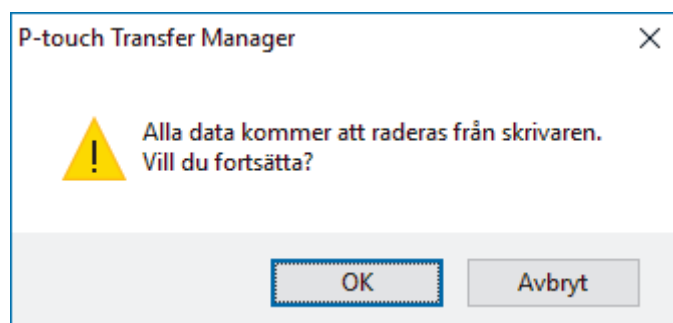 P-touch Transfer Manager
Alla data kommer att raderas från skrivaren.
Vill du fortsätta?
OK
Avbryt